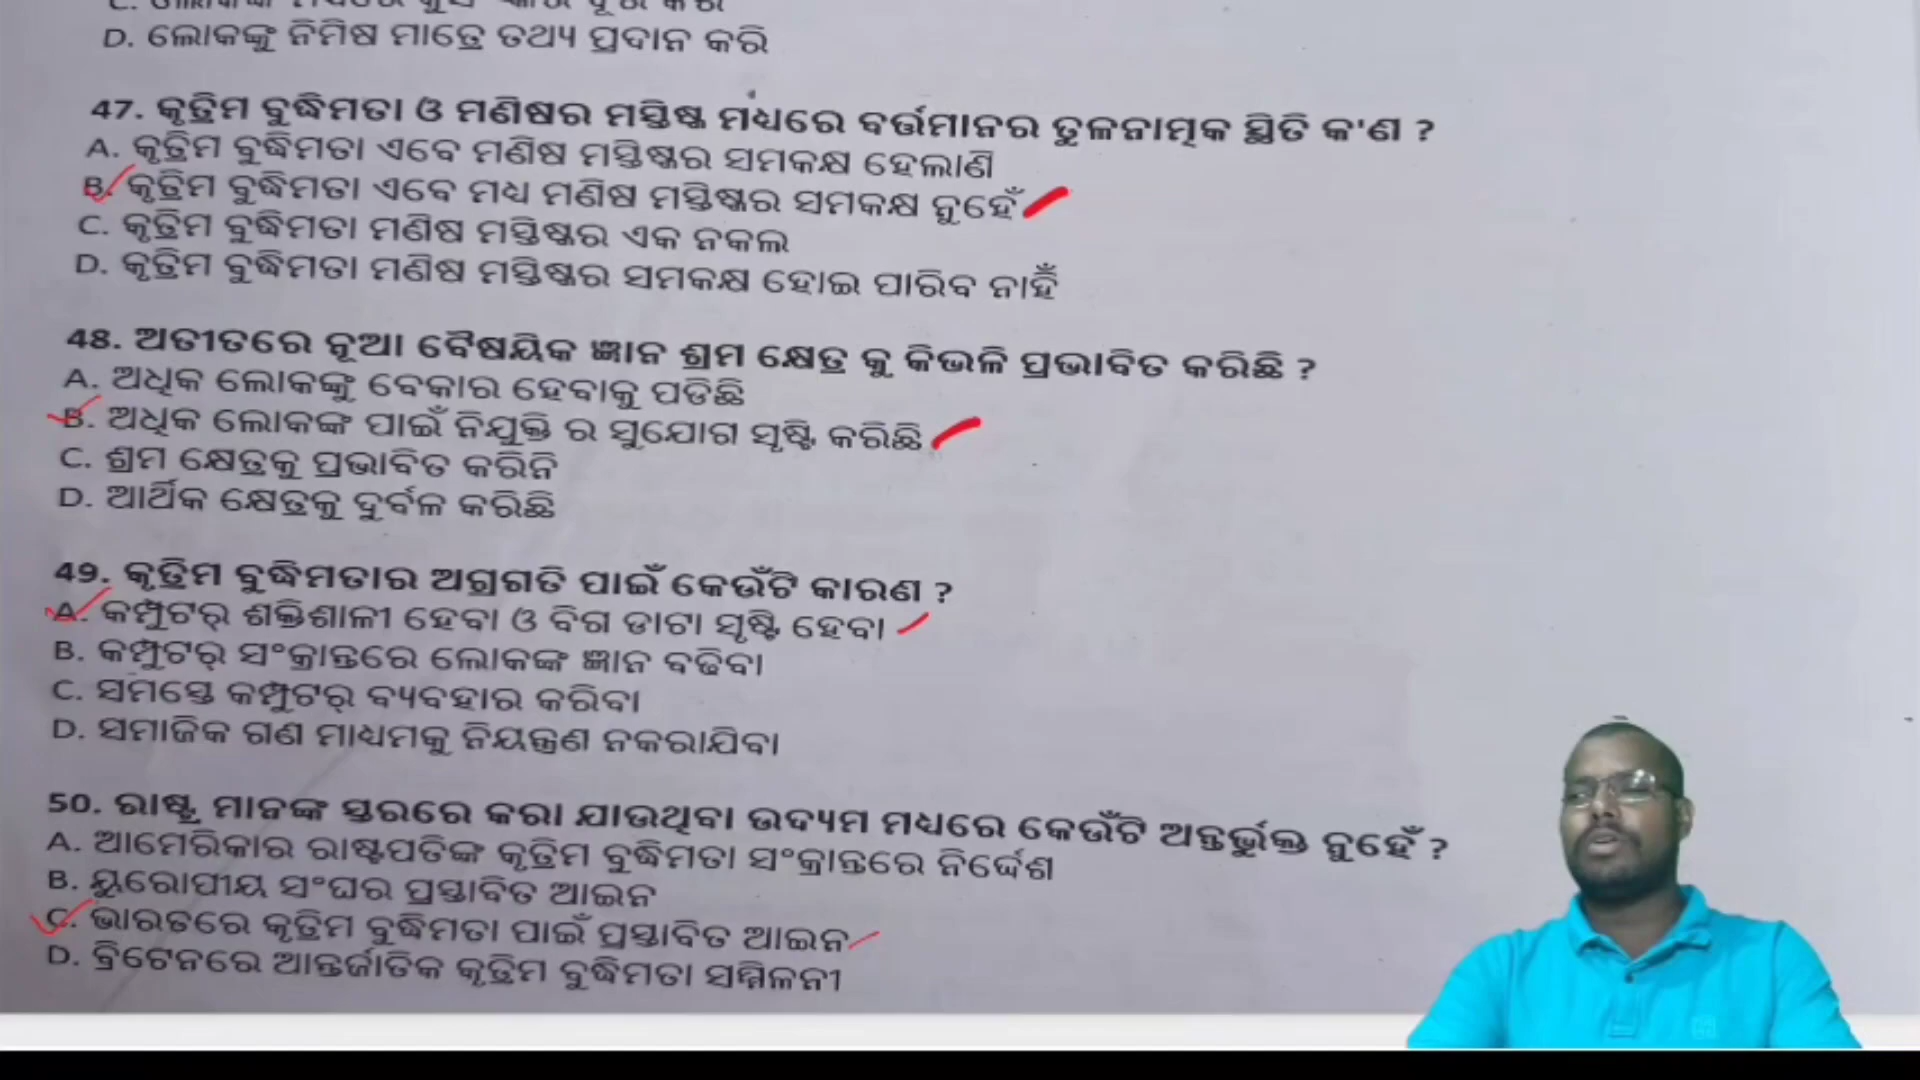 D. ଲୋକଙ୍କୁ ନିମିଷ ମାତ୍ରେ ତଥ୍ୟ ପ୍ରଦାନ କରି
47. କୃତ୍ରିମ ବୁଦ୍ଧିମତା ଓ ମଣିଷର ମସ୍ତିଷ୍କ ମଧ୍ୟରେ ବର୍ତ୍ତମାନର ତୁଳନାତ୍ମକ ସ୍ଥିତି କ'ଣ ?
A. କୃତ୍ରିମ ବୁଦ୍ଧିମତା ଏବେ ମଣିଷ ମସ୍ତିଷ୍କର ସମକକ୍ଷ ହେଲାଣି
B. କୃତ୍ରିମ ବୁଦ୍ଧିମତା ଏବେ ମଧ୍ୟ ମଣିଷ ମସ୍ତିଷ୍କର ସମକକ୍ଷ ନୁହେଁ
C. କୃତ୍ରିମ ବୁଦ୍ଧିମତା ମଣିଷ ମସ୍ତିଷ୍କର ଏକ ନକଲ
D. କୃତ୍ରିମ ବୁଦ୍ଧିମତା ମଣିଷ ମସ୍ତିଷ୍କର ସମକକ୍ଷ ହୋଇ ପାରିବ ନାହିଁ
48. ଅତୀତରେ ନୂଆ ବୈଷୟିକ ଜ୍ଞାନ ଶ୍ରମ କ୍ଷେତ୍ର କୁ କିଭଳି ପ୍ରଭାବିତ କରିଛି ?
A. ଅଧିକ ଲୋକଙ୍କୁ ବେକାର ହେବାକୁ ପଡିଛି
B. ଅଧିକ ଲୋକଙ୍କ ପାଇଁ ନିଯୁକ୍ତି ର ସୁଯୋଗ ସୃଷ୍ଟି କରିଛି
C. ଶ୍ରମ କ୍ଷେତ୍ରକୁ ପ୍ରଭାବିତ କରିନି
D. ଆର୍ଥିକ କ୍ଷେତ୍ରକୁ ଦୁର୍ବଳ କରିଛି
49. କୃତ୍ରିମ ବୁଦ୍ଧିମତାର ଅଗ୍ରଗତି ପାଇଁ କେଉଁଟି କାରଣ ?
A. କମ୍ପୁଟର୍ ଶକ୍ତିଶାଳୀ ହେବା ଓ ବିଗ ଡାଟା ସୃଷ୍ଟି ହେବା
B. କମ୍ପୁଟର୍ ସଂକ୍ରାନ୍ତରେ ଲୋକଙ୍କ ଜ୍ଞାନ ବଢିବା
C. ସମସ୍ତେ କମ୍ପୁଟର୍ ବ୍ୟବହାର କରିବା
D. ସମାଜିକ ଗଣ ମାଧ୍ୟମକୁ ନିୟନ୍ତ୍ରଣ ନକରାଯିବା
50. ରାଷ୍ଟ୍ର ମାନଙ୍କ ସ୍ତରରେ କରା ଯାଉଥିବା ଉଦ୍ୟମ ମଧ୍ୟରେ କେଉଁଟି ଅନ୍ତର୍ଭୁକ୍ତ ନୁହେଁ ?
A. ଆମେରିକାର ରାଷ୍ଟ୍ରପତିଙ୍କ କୃତ୍ରିମ ବୁଦ୍ଧିମତା ସଂକ୍ରାନ୍ତରେ ନିର୍ଦ୍ଦେଶ
B. ୟୁରୋପୀୟ ସଂଘର ପ୍ରସ୍ତାବିତ ଆଇନ
C. ଭାରତରେ କୃତ୍ରିମ ବୁଦ୍ଧିମତା ପାଇଁ ପ୍ରସ୍ତାବିତ ଆଇନ
D. ବ୍ରିଟେନରେ ଆନ୍ତର୍ଜାତିକ କୃତ୍ରିମ ବୁଦ୍ଧିମତା ସମ୍ମିଳନୀ